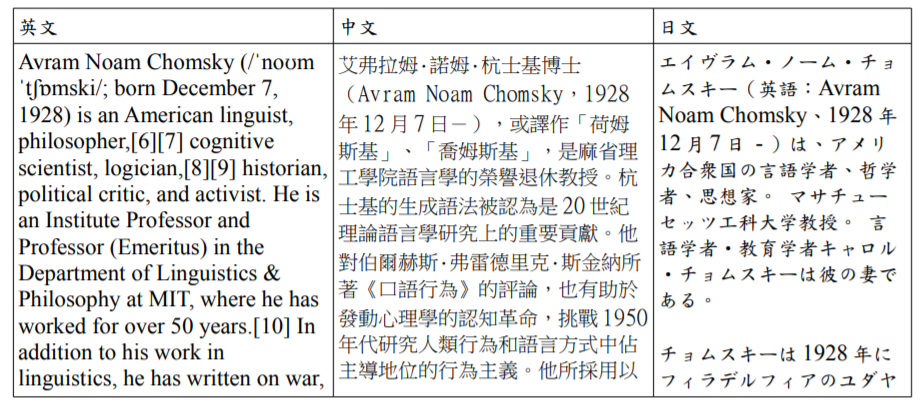 英文
Avram Noam Chomsky (/ˈnoʊm
ˈtʃɒmski/; born December 7,
1928) is an American linguist,
philosopher,[6][7] cognitive
scientist, logician,[8][9] historian,
political critic, and activist. He is
an Institute Professor and
Professor (Emeritus) in the
Department of Linguistics &
Philosophy at MIT, where he has
worked for over 50 years.[10] In
addition to his work in
linguistics, he has written on war,
中文
艾弗拉姆·諾姆·杭士基博士
（Avram Noam Chomsky，1928
年12月7日－），或譯作「荷姆
斯基」、「喬姆斯基」，是麻省理
工學院語言學的榮譽退休教授。杭
士基的生成語法被認為是20世紀
理論語言學研究上的重要貢獻。他
對伯爾赫斯·弗雷德里克·斯金納所
著《口語行為》的評論，也有助於
發動心理學的認知革命，挑戰1950
年代研究人類行為和語言方式中佔
主導地位的行為主義。他所採用以
日文
エイヴラム・ノーム・チョ
ムスキー（英語：Avram
Noam Chomsky、1928 年
12 月 7 日 - ）は、アメリ
カ合衆国の言語学者、哲学
者、思想家。 マサチュー
セッツ工科大学教授。 言
語学者・教育学者キャロル
・チョムスキーは彼の妻で
ある。
チョムスキーは 1928 年に
フィラデルフィアのユダヤ